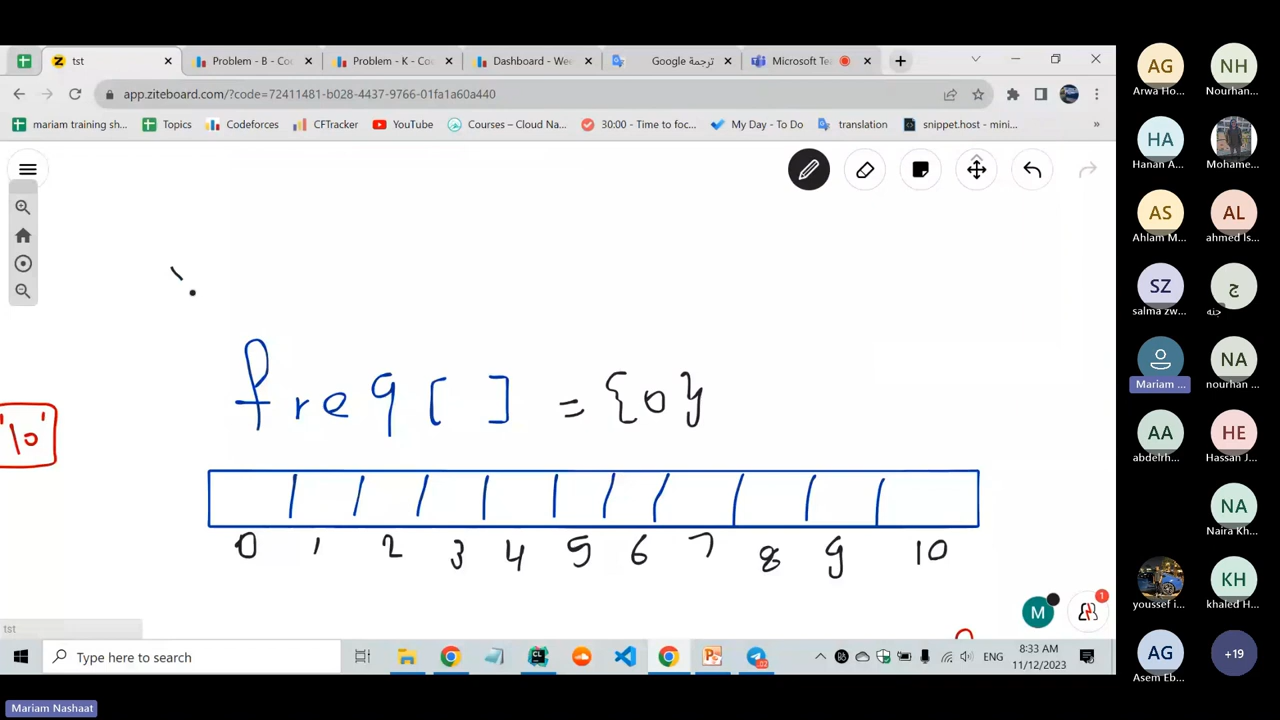 tst
Problem - B - Co
Problem - K - Co
Dashboard - We
Google ترجمة
Microsoft Te
AG
NH
Arwa Ho...
Nourhan...
app.ziteboard.com/?code=72411481-b028-4437-9766-01fa1a60a440
mariam training sh...
Topics
Codeforces
CFTracker
YouTube
Courses – Cloud Na...
30:00 - Time to foc...
My Day - To Do
translation
snippet.host - mini...
»
HA
Hanan A...
Mohame...
AS
AL
Ahlam M...
ahmed Is...
SZ
ج
salma zw...
جنه
freq[ ] = {0}
NA
Mariam ...
nourhan ...
'10'
AA
HE
abdelrh...
Hassan J...
0 1 2 3 4 5 6 7 8 9 10
NA
Naira Kh...
KH
youssef i...
khaled H...
M
1
tst
Type here to search
ENG
8:33 AM
11/12/2023
AG
+19
Asem Eb...
Mariam Nashaat